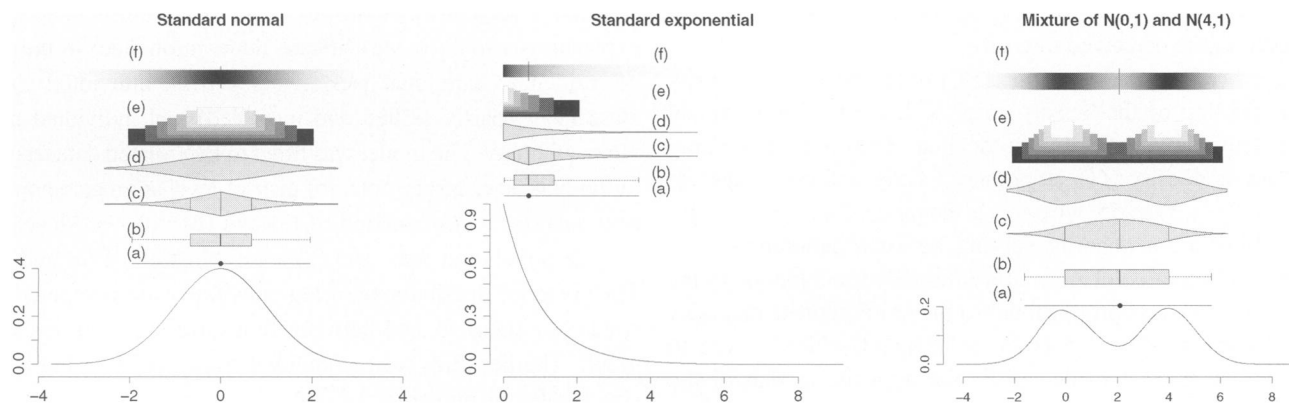 Standard normal
(f)
(e)
(d)
(c)
(b)
(a)
0.4
0.2
0.0
−4 −2 0 2 4
Standard exponential
(f)
(e)
(d)
(c)
(b)
(a)
0.9
0.6
0.3
0.0
0 2 4 6 8
Mixture of N(0,1) and N(4,1)
(f)
(e)
(d)
(c)
(b)
(a)
0.2
0.0
−4 −2 0 2 4 6 8